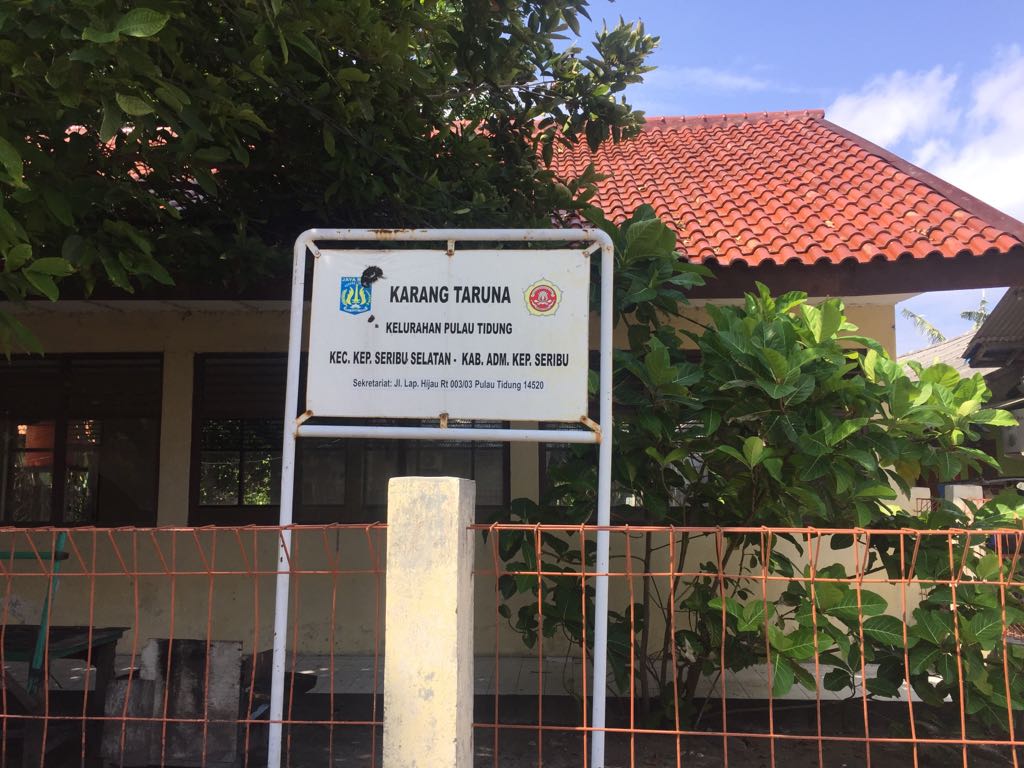 JAYA
KARANG TARUNA
KELURAHAN PULAU TIDUNG
KEC. KEP. SERIBU SELATAN - KAB. ADM. KEP. SERIBU
Sekretariat: Jl. Lap. Hijau Rt 003/03 Pulau Tidung 14520